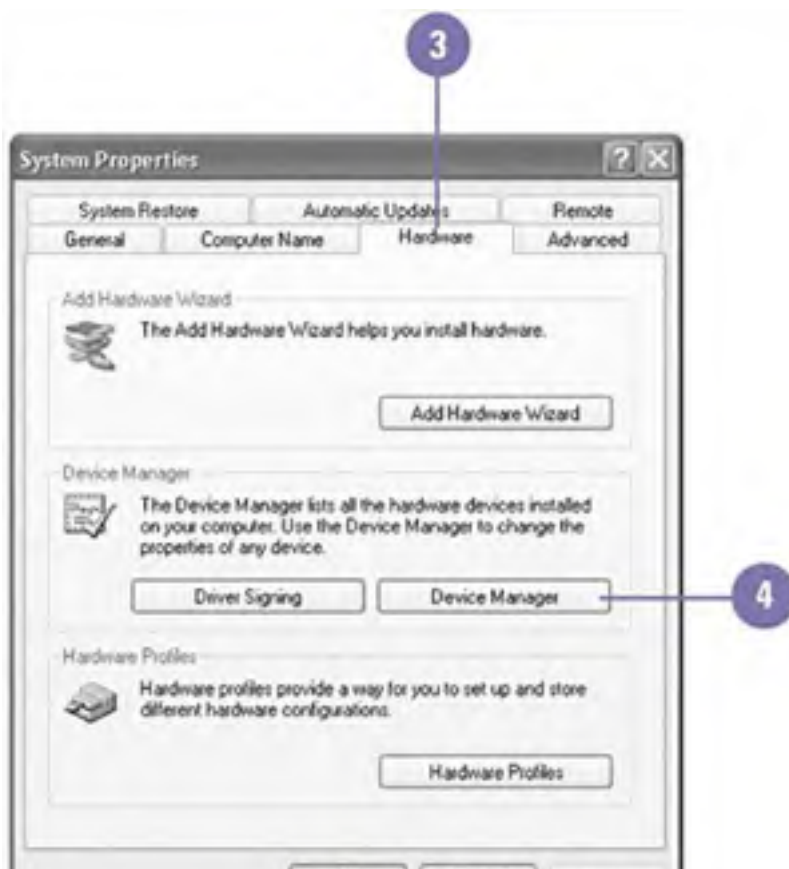 3
System Properties
System Restore Automatic Updates Remote
General Computer Name Hardware Advanced
Add Hardware Wizard
The Add Hardware Wizard helps you install hardware.
Add Hardware Wizard
Device Manager
The Device Manager lists all the hardware devices installed
on your computer. Use the Device Manager to change the
properties of any device.
Driver Signing Device Manager
4
Hardware Profiles
Hardware profiles provide a way for you to set up and store
different hardware configurations.
Hardware Profiles